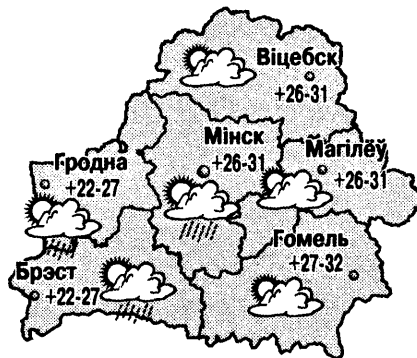 Віцебск
+26-31
Мінск
+26-31
Магілёў
+26-31
Гродна
+22-27
Гомель
+27-32
Брэст
+22-27